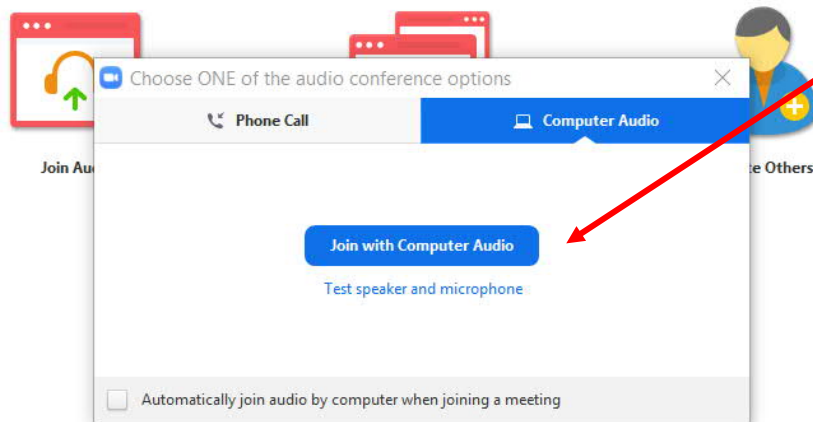 Choose ONE of the audio conference options
Phone Call
Computer Audio
Join Au
te Others
Join with Computer Audio
Test speaker and microphone
Automatically join audio by computer when joining a meeting